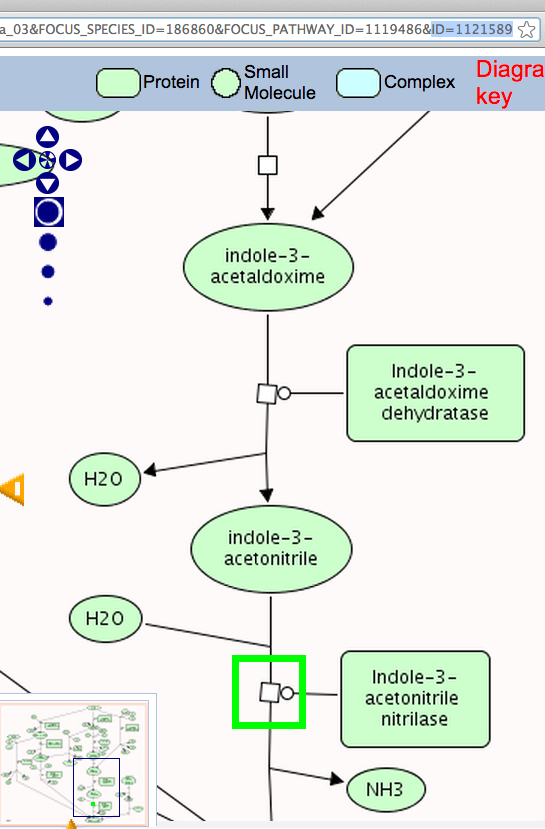 a_03&FOCUS_SPECIES_ID=186860&FOCUS_PATHWAY_ID=1119486&ID=1121589
Protein
Small
Molecule
Complex
Diagra
key
indole-3-
acetaldoxime
Indole-3-
acetaldoxime
dehydratase
H2O
indole-3-
acetonitrile
H2O
Indole-3-
acetonitrile
nitrilase
NH3